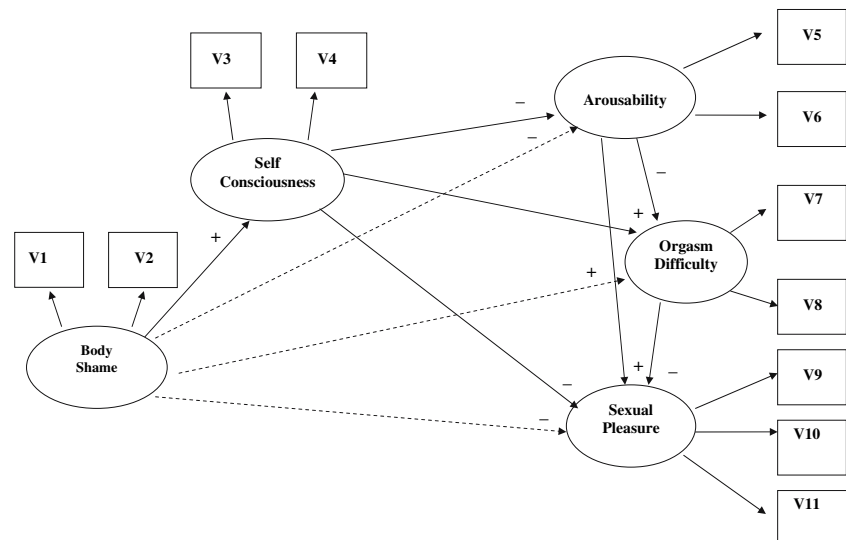 V3
V4
V5
Arousability
V6
–
–
Self
Consciousness
–
V7
+
+
V1
V2
Orgasm
Difficulty
+
V8
Body
Shame
+
–
V9
–
–
Sexual
Pleasure
V10
V11